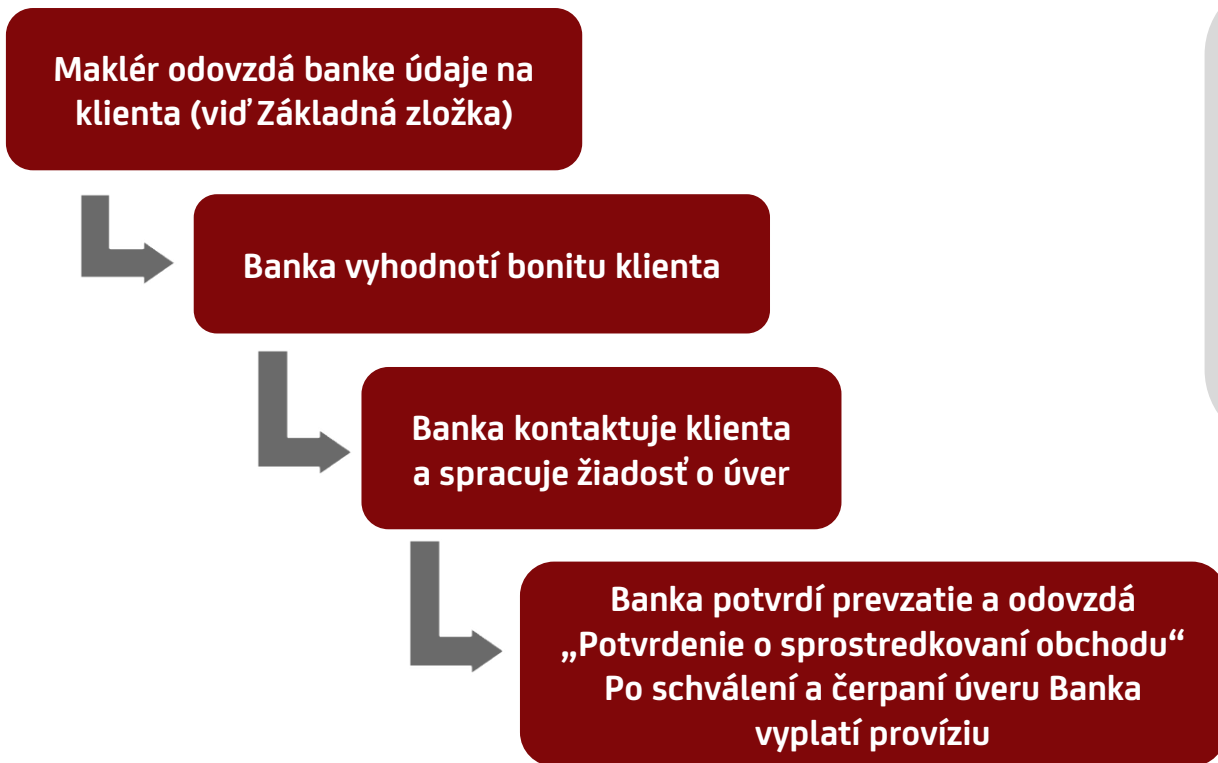 Maklér odovzdá banke údaje na
klienta (viď Základná zložka)
Banka vyhodnotí bonitu klienta
Banka kontaktuje klienta
a spracuje žiadosť o úver
Banka potvrdí prevzatie a odovzdá
„Potvrdenie o sprostredkovaní obchodu“
Po schválení a čerpaní úveru Banka
vyplatí províziu